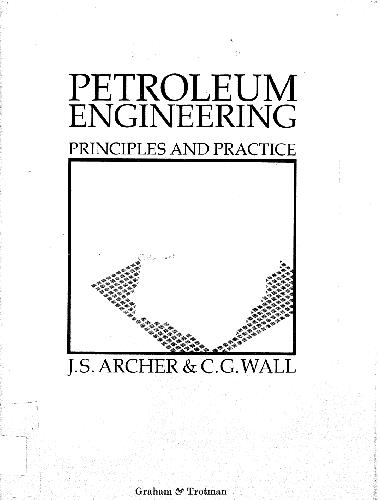 PETROLEUM
ENGINEERING
PRINCIPLES AND PRACTICE
J.S. ARCHER & C.G. WALL
Graham & Trotman